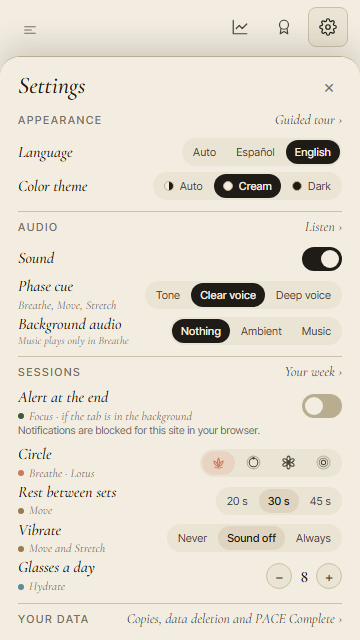 Settings
APPEARANCE Guided tour ›
Language Auto Español English
Color theme Auto Cream Dark
AUDIO Listen ›
Sound
Phase cue Tone Clear voice Deep voice
Breathe, Move, Stretch
Background audio Nothing Ambient Music
Music plays only in Breathe
SESSIONS Your week ›
Alert at the end
Focus · if the tab is in the background
Notifications are blocked for this site in your browser.
Circle
Breathe · Lotus
Rest between sets 20 s 30 s 45 s
Move
Vibrate Never Sound off Always
Move and Stretch
Glasses a day − 8 +
Hydrate
YOUR DATA Copies, data deletion and PACE Complete ›